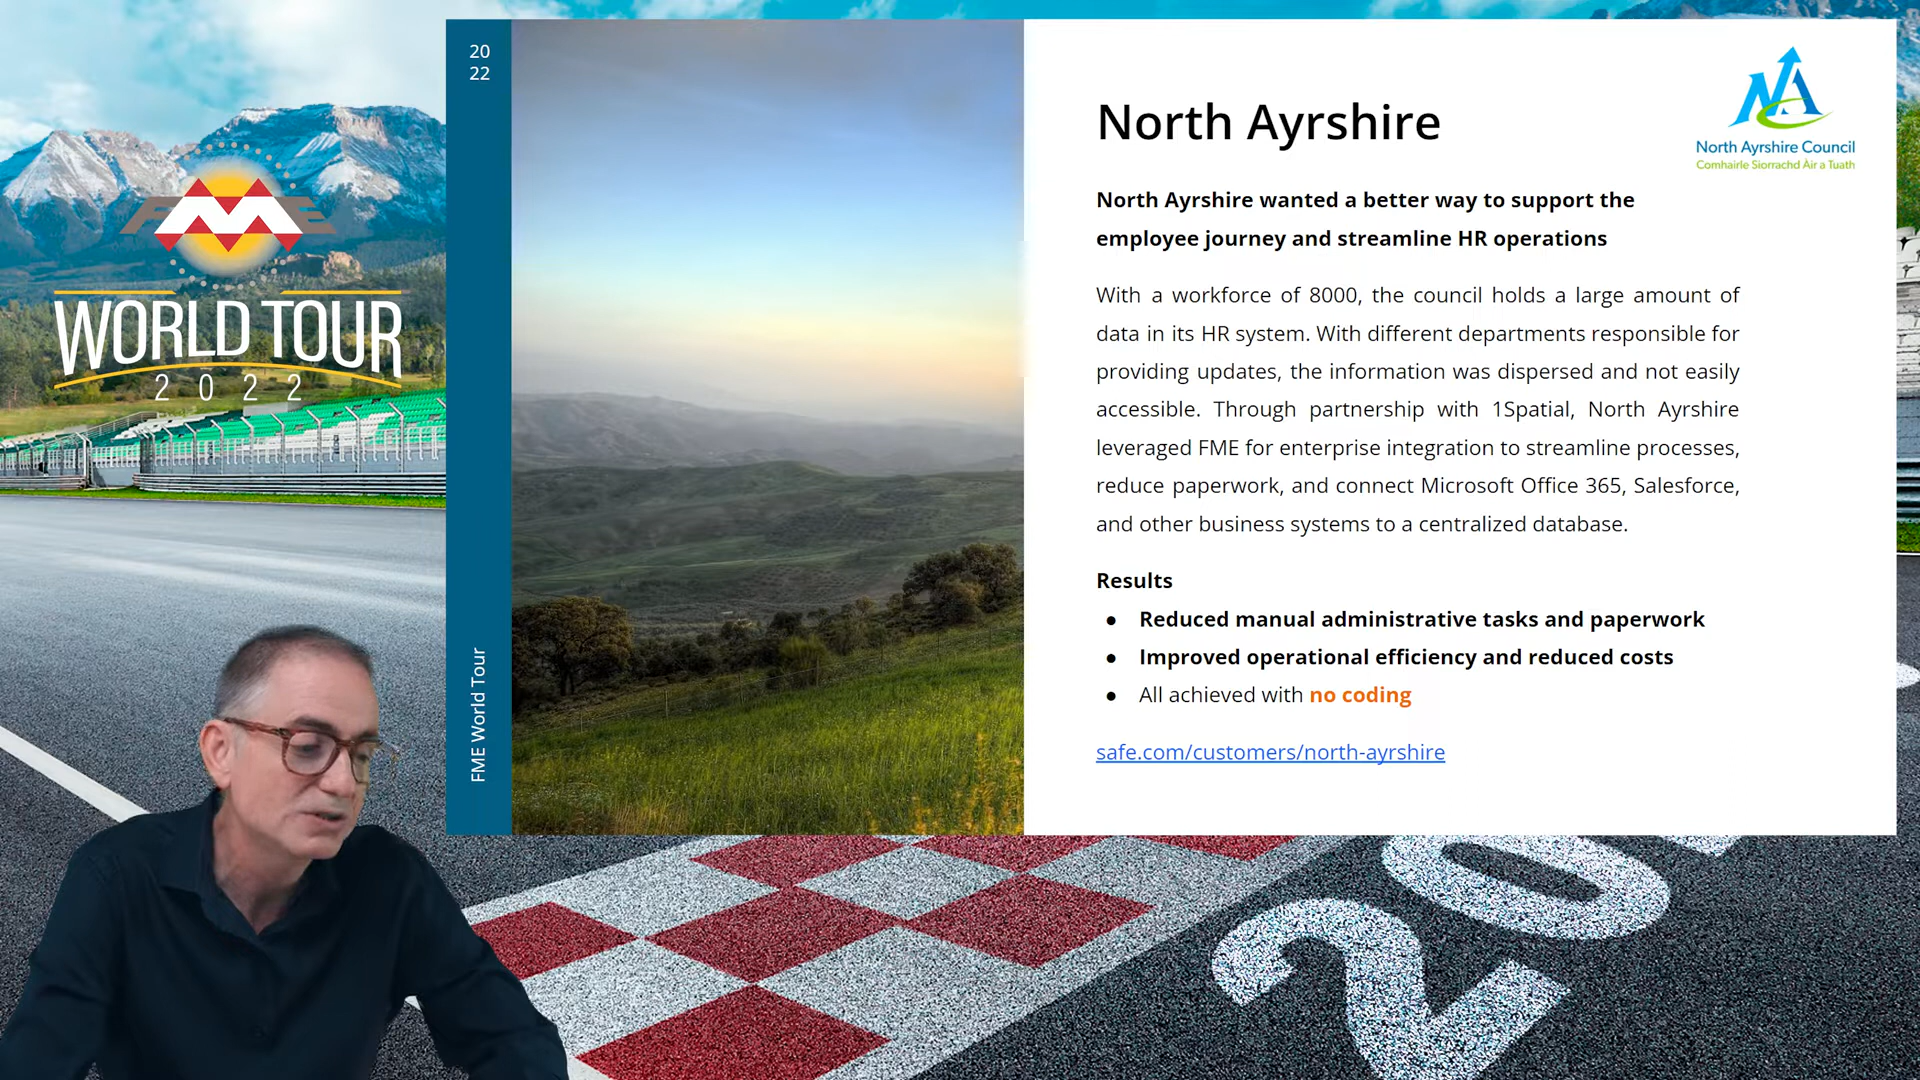 FME
WORLD TOUR
2022
20
22
FME World Tour
North Ayrshire
NA
North Ayrshire Council
Comhairle Siorrachd Àir a Tuath
North Ayrshire wanted a better way to support the
employee journey and streamline HR operations
With a workforce of 8000, the council holds a large amount of
data in its HR system. With different departments responsible for
providing updates, the information was dispersed and not easily
accessible. Through partnership with 1Spatial, North Ayrshire
leveraged FME for enterprise integration to streamline processes,
reduce paperwork, and connect Microsoft Office 365, Salesforce,
and other business systems to a centralized database.
Results
● Reduced manual administrative tasks and paperwork
● Improved operational efficiency and reduced costs
● All achieved with no coding
safe.com/customers/north-ayrshire